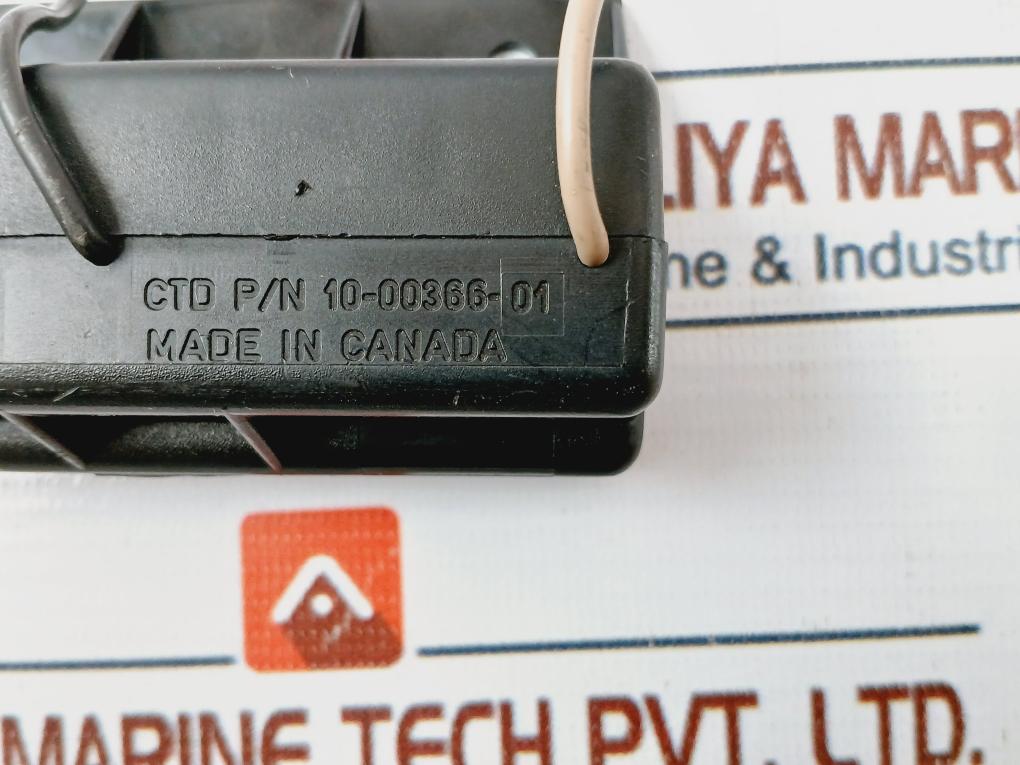 LIYA MAR
ne & Industri
CTD P/N 10-00366-01
MADE IN CANADA
MARINE TECH PVT. LTD.